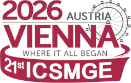 2026
AUSTRIA
VIENNA
WHERE IT ALL BEGAN
21st ICSMGE